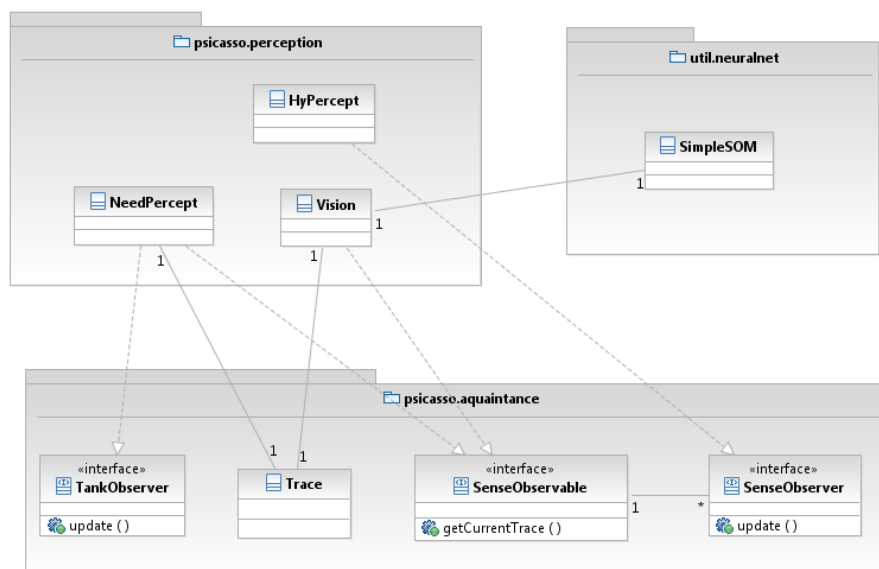 psicasso.perception
util.neuralnet
HyPercept
SimpleSOM
NeedPercept
Vision
1
1
1
1
psicasso.aquaintance
1
1
«interface»
TankObserver
update ( )
Trace
«interface»
SenseObservable
getCurrentTrace ( )
1
*
«interface»
SenseObserver
update ( )